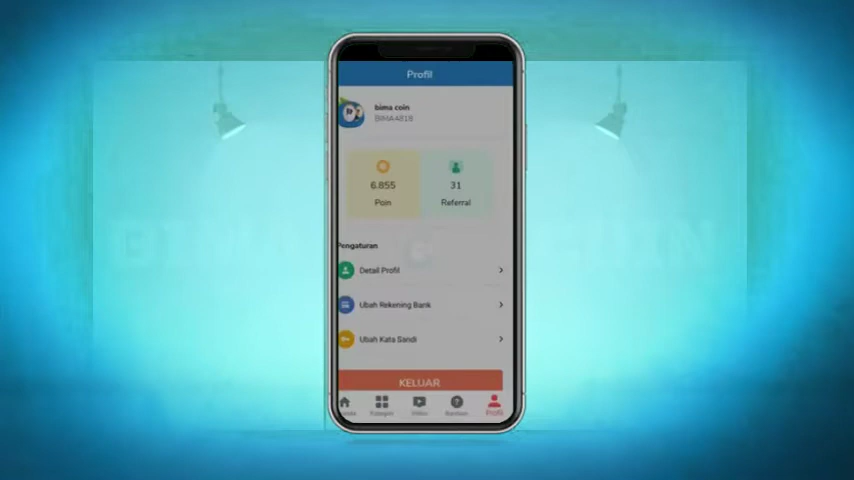 Profil
bima coin
BIMA4818
6.855
31
Poin
Referral
Pengaturan
Detail Profil
Ubah Rekening Bank
Ubah Kata Sandi
KELUAR
Kategori
Video
Bantuan
Profil